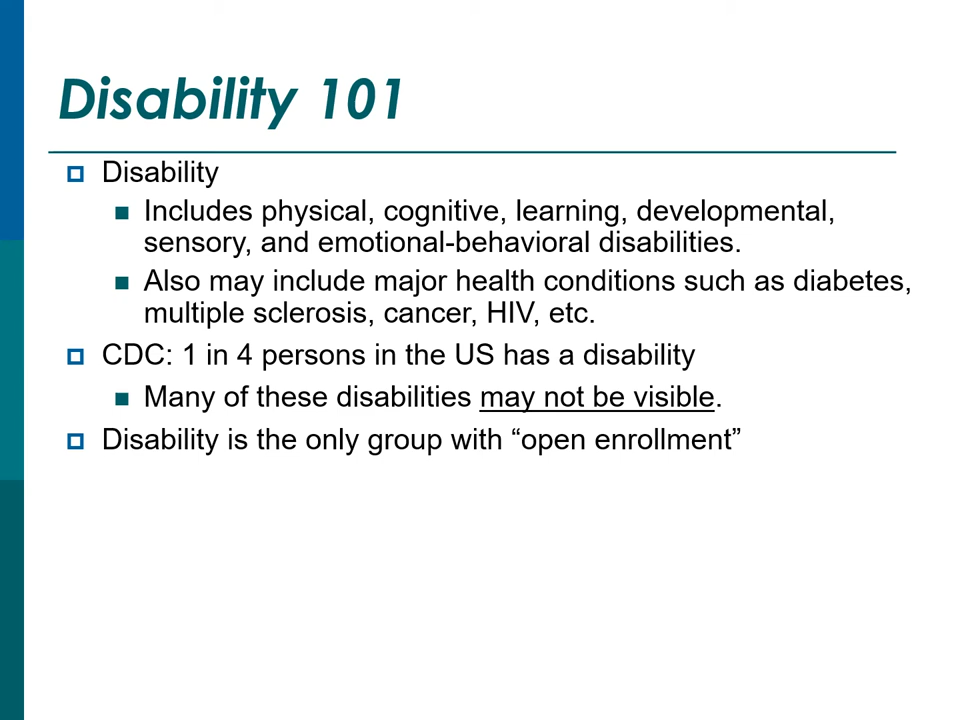 Disability 101
Disability
Includes physical, cognitive, learning, developmental,
sensory, and emotional-behavioral disabilities.
Also may include major health conditions such as diabetes,
multiple sclerosis, cancer, HIV, etc.
CDC: 1 in 4 persons in the US has a disability
Many of these disabilities may not be visible.
Disability is the only group with “open enrollment”